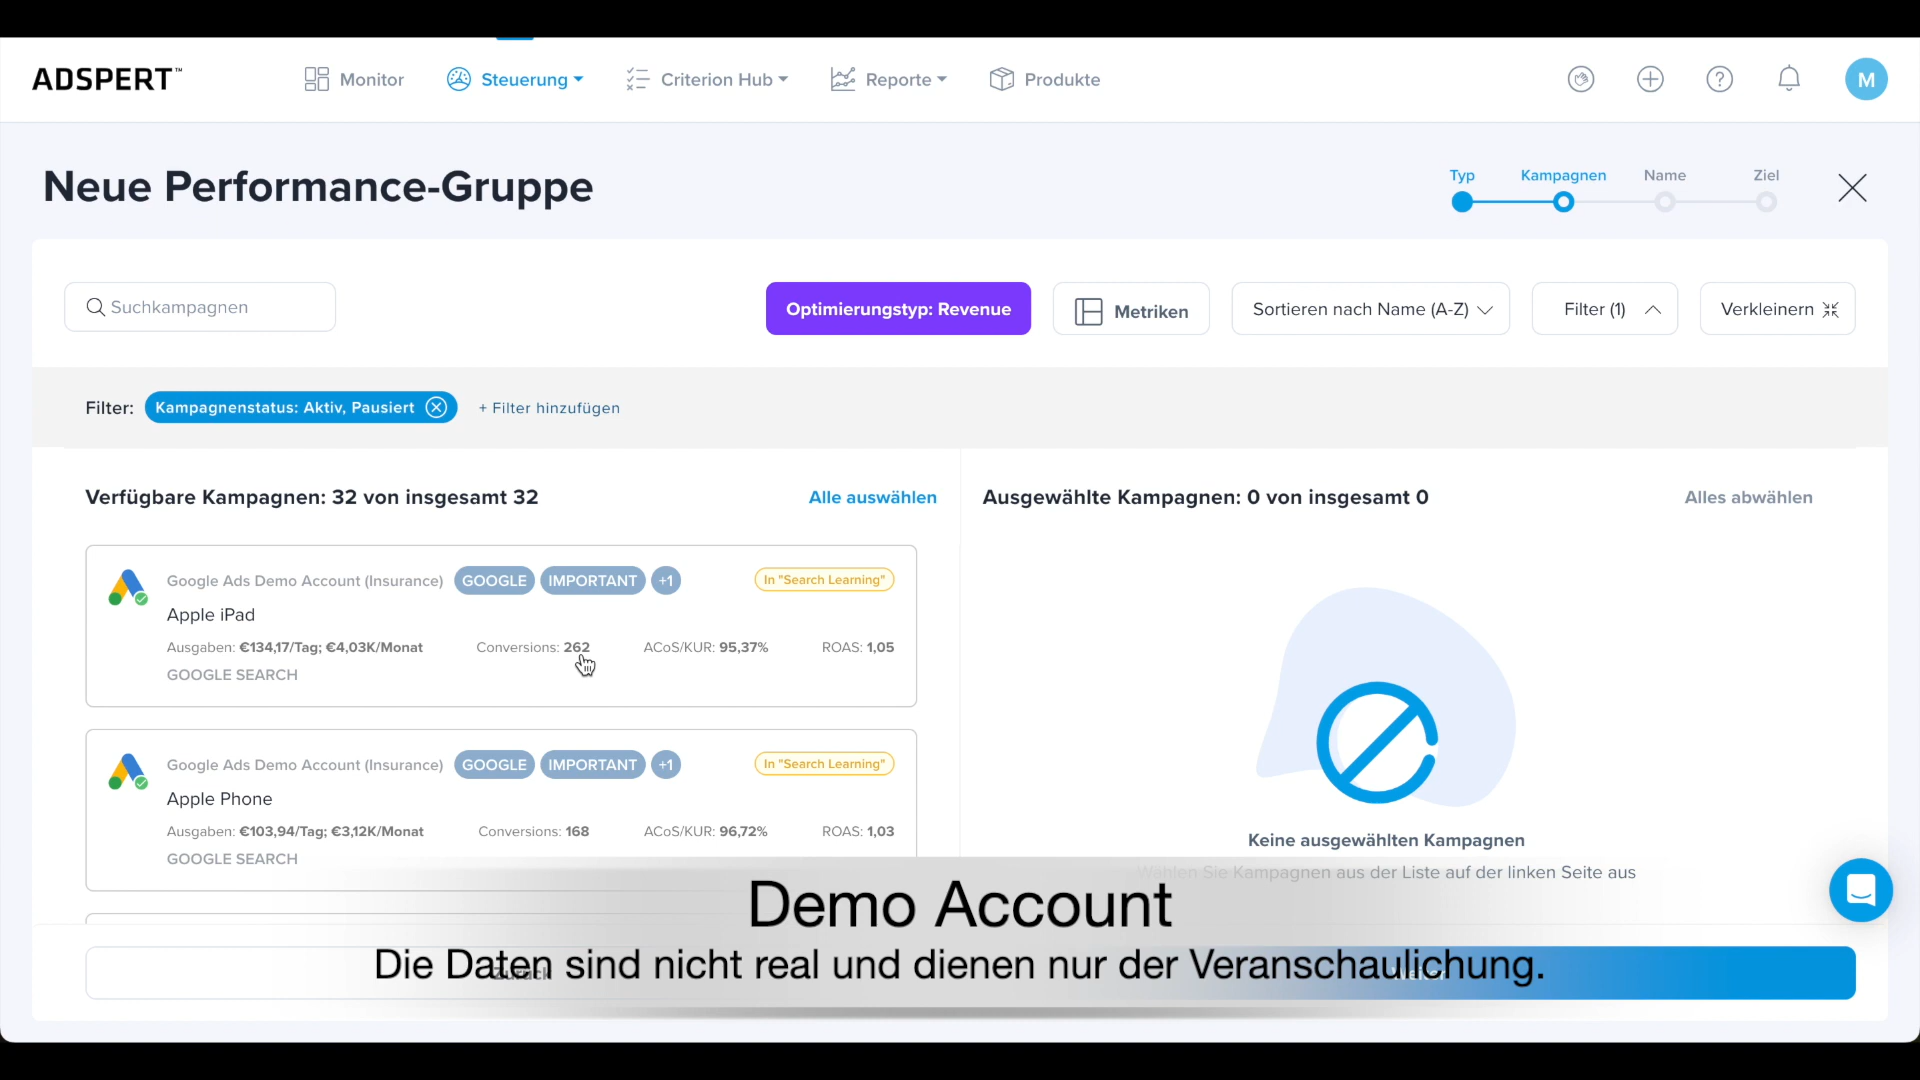 ADSPERT™
Monitor
Steuerung
Criterion Hub
Reporte
Produkte
M
Neue Performance-Gruppe
Typ
Kampagnen
Name
Ziel
Suchkampagnen
Optimierungstyp: Revenue
Metriken
Sortieren nach Name (A-Z)
Filter (1)
Verkleinern
Filter:
Kampagnenstatus: Aktiv, Pausiert
+ Filter hinzufügen
Verfügbare Kampagnen: 32 von insgesamt 32
Alle auswählen
Ausgewählte Kampagnen: 0 von insgesamt 0
Alles abwählen
Google Ads Demo Account (Insurance) GOOGLE IMPORTANT +1 In "Search Learning"
Apple iPad
Ausgaben: €134,17/Tag; €4,03K/Monat Conversions: 262 ACoS/KUR: 95,37% ROAS: 1,05
GOOGLE SEARCH
Google Ads Demo Account (Insurance) GOOGLE IMPORTANT +1 In "Search Learning"
Apple Phone
Ausgaben: €103,94/Tag; €3,12K/Monat Conversions: 168 ACoS/KUR: 96,72% ROAS: 1,03
GOOGLE SEARCH
Keine ausgewählten Kampagnen
Wählen Sie Kampagnen aus der Liste auf der linken Seite aus
Demo Account
Die Daten sind nicht real und dienen nur der Veranschaulichung.
Zurück